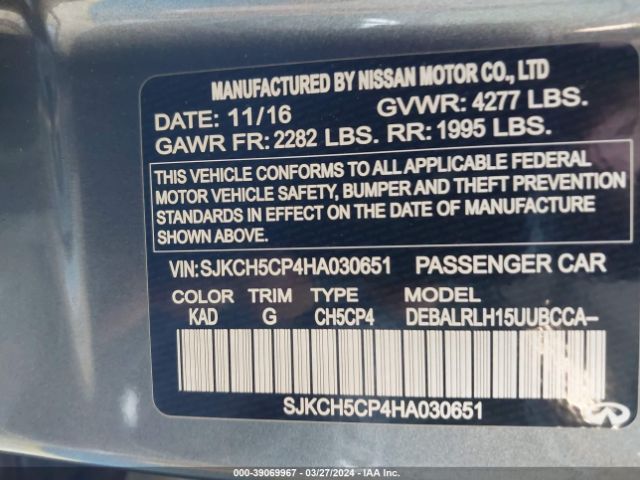 MANUFACTURED BY NISSAN MOTOR CO., LTD
DATE: 11/16 GVWR: 4277 LBS.
GAWR FR: 2282 LBS. RR: 1995 LBS.
THIS VEHICLE CONFORMS TO ALL APPLICABLE FEDERAL
MOTOR VEHICLE SAFETY, BUMPER AND THEFT PREVENTION
STANDARDS IN EFFECT ON THE DATE OF MANUFACTURE
SHOWN ABOVE.
VIN: SJKCH5CP4HA030651 PASSENGER CAR
COLOR TRIM TYPE MODEL
KAD G CH5CP4 DEBALRLH15UUBCCA-
SJKCH5CP4HA030651
000-39069967 - 03/27/2024 - IAA Inc.